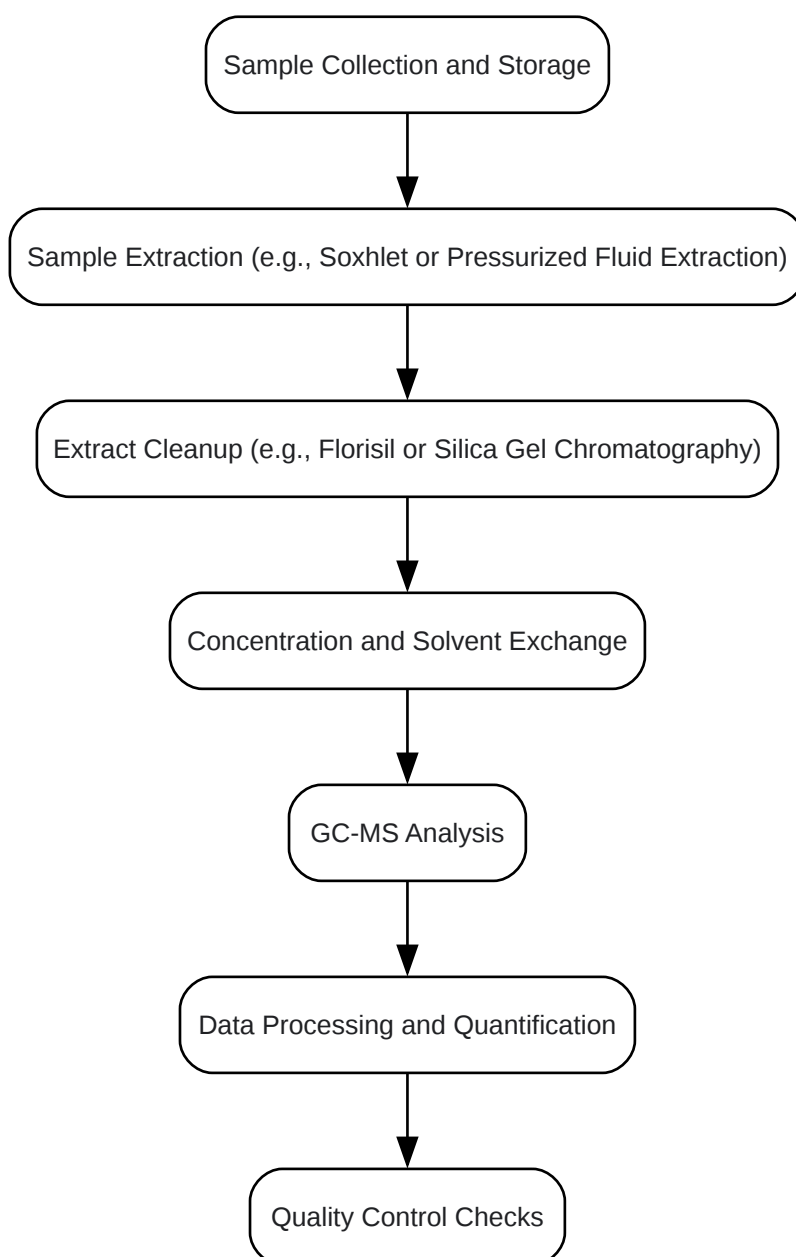 Sample Collection and Storage
Sample Extraction (e.g., Soxhlet or Pressurized Fluid Extraction)
Extract Cleanup (e.g., Florisil or Silica Gel Chromatography)
Concentration and Solvent Exchange
GC-MS Analysis
Data Processing and Quantification
Quality Control Checks